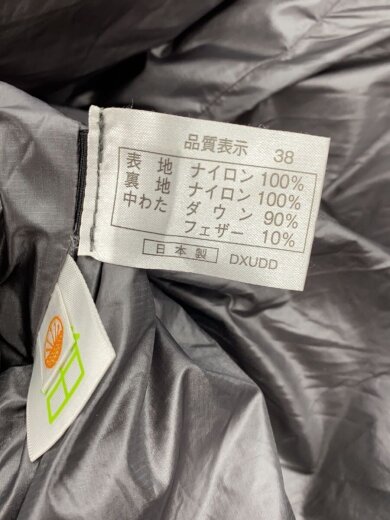 品質表示 38
表地 ナイロン 100%
裏地 ナイロン 100%
中わた ダウン 90%
フェザー 10%
日本製 DXUDD